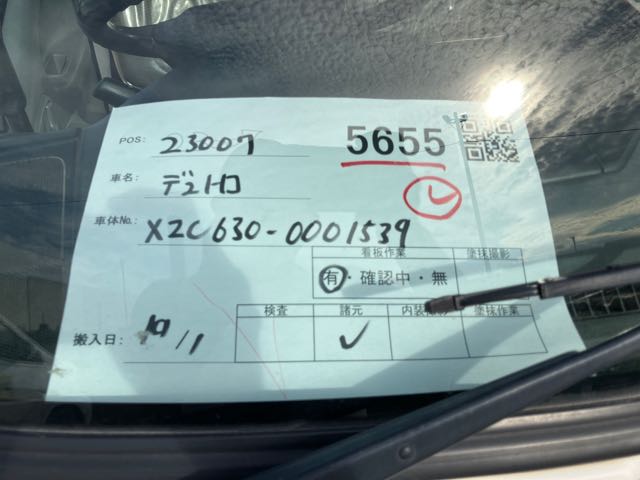 POS: 23007 5655
車名: デュトロ
車体No.: XZC630-0001539
看板作業 塗抹撮影
有・確認中・無
検査 諸元 内装 塗抹作業
搬入日: 10/1 ✓